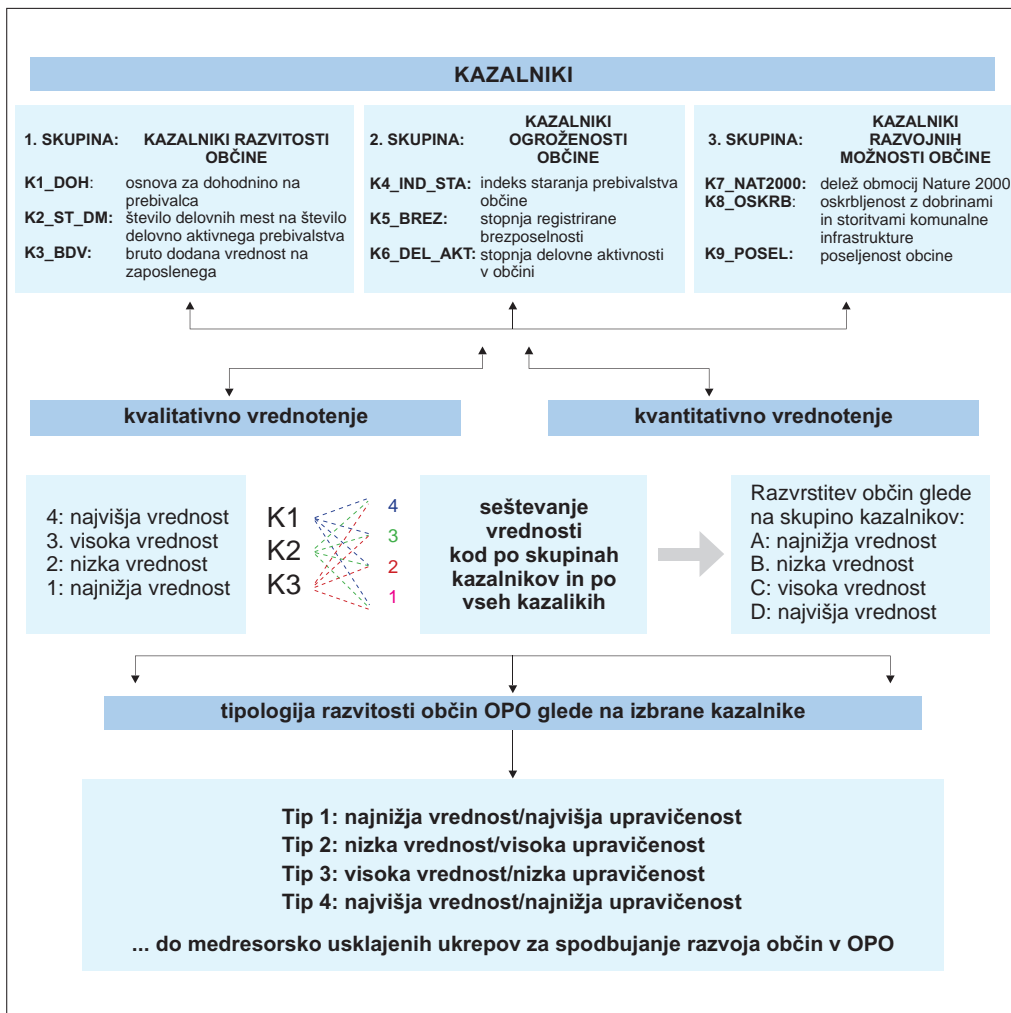 KAZALNIKI
1. SKUPINA: KAZALNIKI RAZVITOSTI
OBČINE
K1_DOH: osnova za dohodnino na
prebivalca
K2_ST_DM: število delovnih mest na število
delovno aktivnega prebivalstva
K3_BDV: bruto dodana vrednost na
zaposlenega
2. SKUPINA: KAZALNIKI
OGROŽENOSTI
OBČINE
K4_IND_STA: indeks staranja prebivalstva
občine
K5_BREZ: stopnja registrirane
brezposelnosti
K6_DEL_AKT: stopnja delovne aktivnosti
v občini
3. SKUPINA: KAZALNIKI
RAZVOJNIH
MOŽNOSTI OBČINE
K7_NAT2000: delež obmocij Nature 2000
K8_OSKRB: oskrbljenost z dobrinami
in storitvami komunalne
infrastrukture
K9_POSEL: poseljenost obcine
kvalitativno vrednotenje
kvantitativno vrednotenje
4: najvišja vrednost
3. visoka vrednost
2: nizka vrednost
1: najnižja vrednost
K1
K2
K3
4
3
2
1
seštevanje
vrednosti
kod po skupinah
kazalnikov in po
vseh kazalikih
Razvrstitev občin glede
na skupino kazalnikov:
A: najnižja vrednost
B. nizka vrednost
C: visoka vrednost
D: najvišja vrednost
tipologija razvitosti občin OPO glede na izbrane kazalnike
Tip 1: najnižja vrednost/najvišja upravičenost
Tip 2: nizka vrednost/visoka upravičenost
Tip 3: visoka vrednost/nizka upravičenost
Tip 4: najvišja vrednost/najnižja upravičenost
... do medresorsko usklajenih ukrepov za spodbujanje razvoja občin v OPO